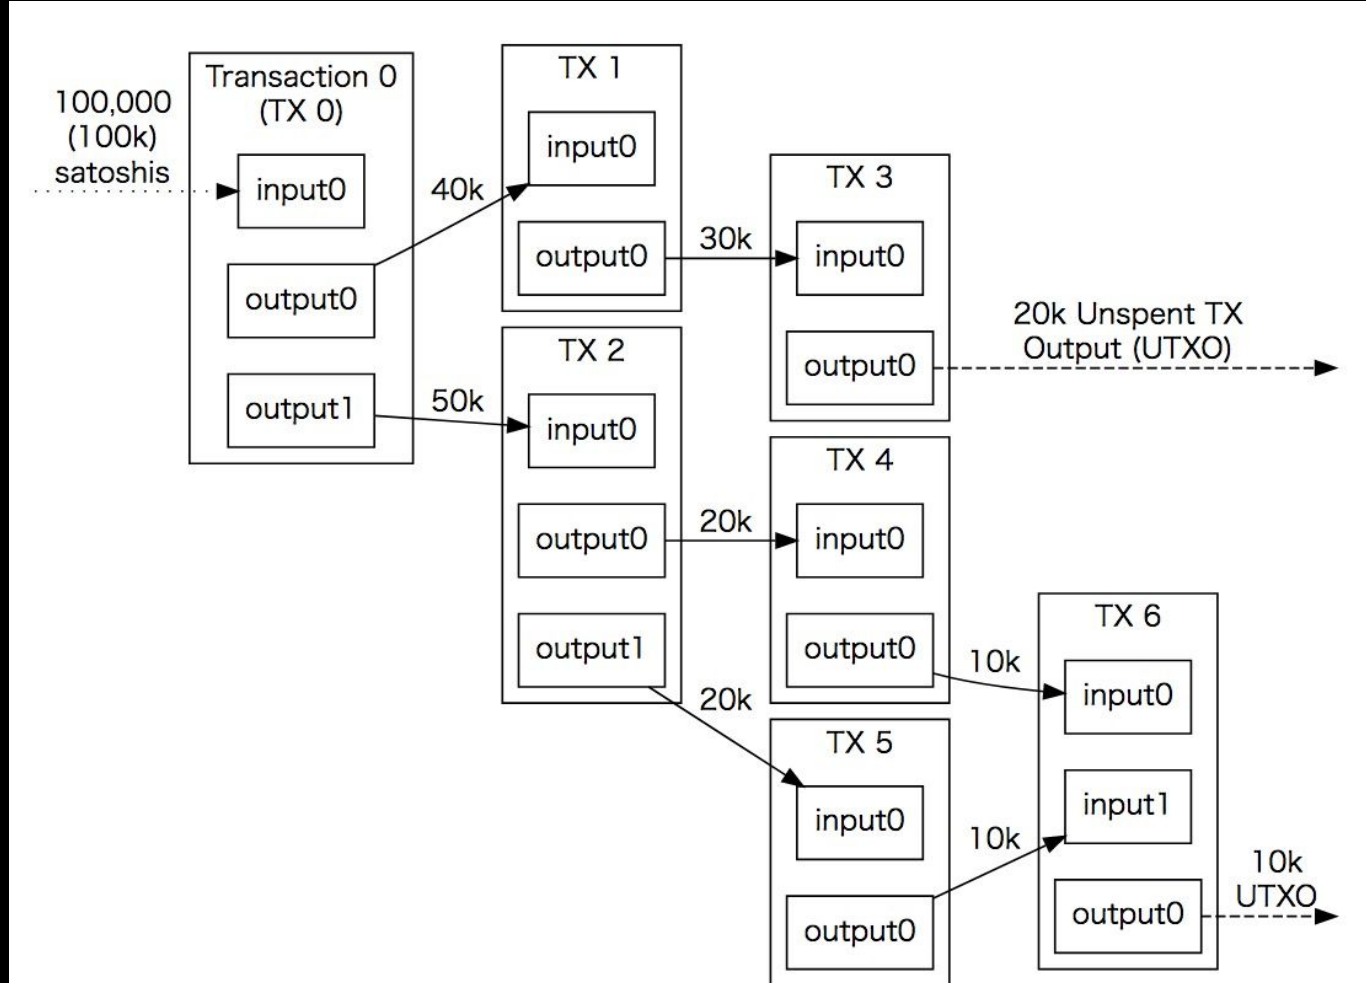 100,000
(100k)
satoshis
Transaction 0
(TX 0)
input0
output0
output1
40k
50k
TX 1
input0
output0
30k
TX 2
input0
output0
output1
20k
20k
TX 3
input0
output0
20k Unspent TX
Output (UTXO)
TX 4
input0
output0
10k
TX 5
input0
output0
10k
TX 6
input0
input1
output0
10k
UTXO